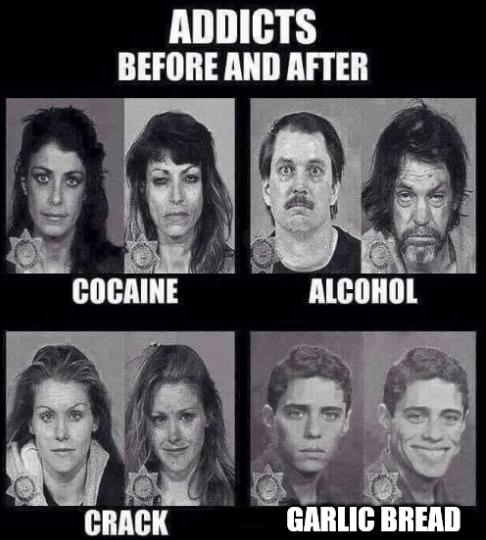 ADDICTS
BEFORE AND AFTER
COCAINE
ALCOHOL
CRACK
GARLIC BREAD